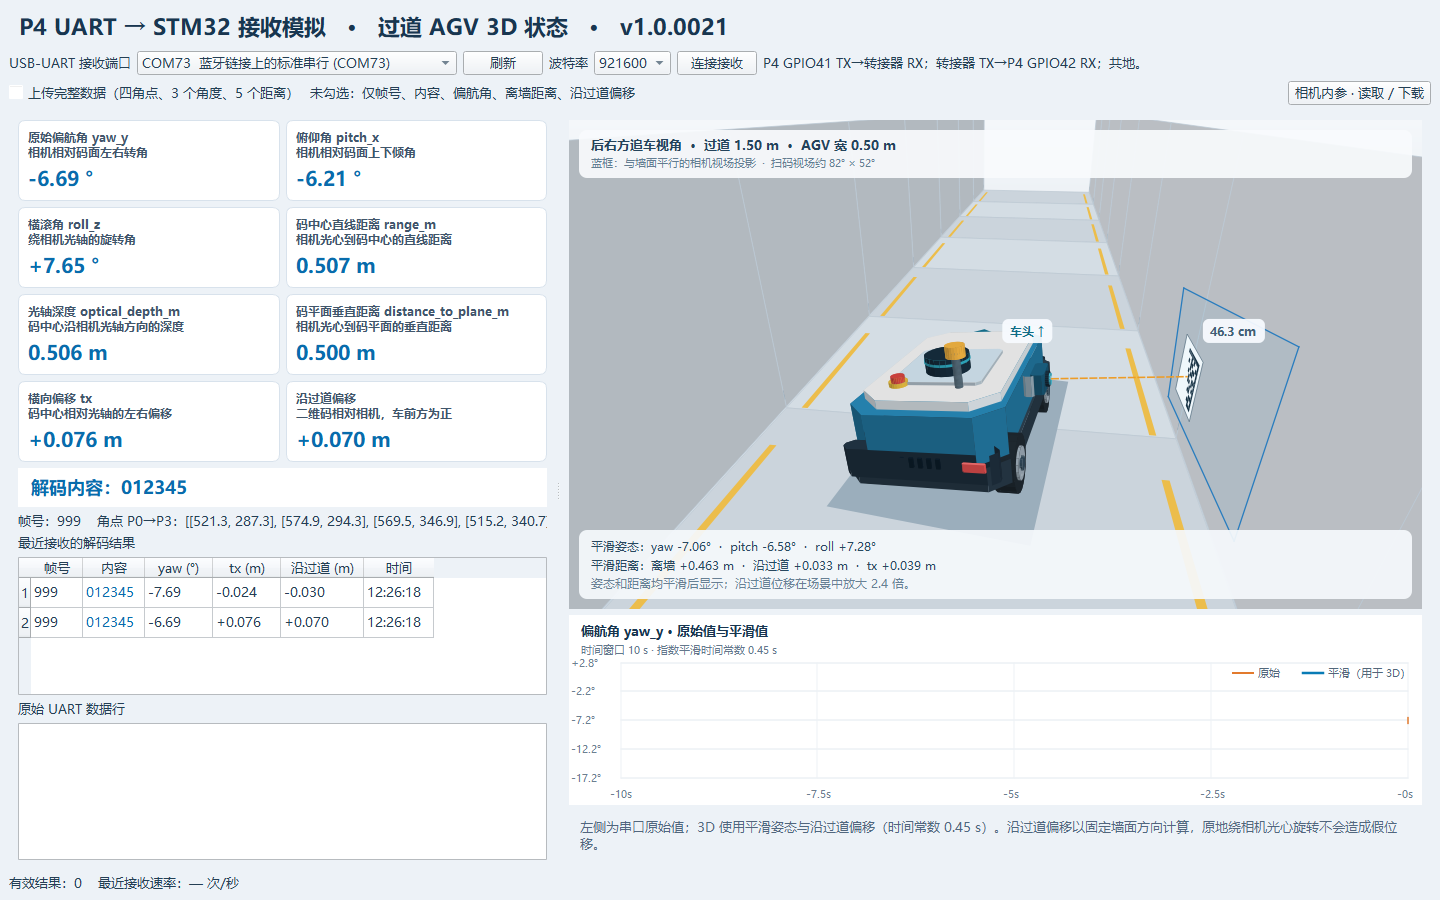 P4 UART → STM32 接收模拟 • 过道 AGV 3D 状态 • v1.0.0021
USB-UART 接收端口 COM73 蓝牙链接上的标准串行 (COM73) 刷新 波特率 921600 连接接收 P4 GPIO41 TX→转接器 RX；转接器 TX→P4 GPIO42 RX；共地。
上传完整数据（四角点、3 个角度、5 个距离） 未勾选：仅帧号、内容、偏航角、离墙距离、沿过道偏移 相机内参 · 读取 / 下载
原始偏航角 yaw_y
相机相对码面左右转角
-6.69 °
俯仰角 pitch_x
相机相对码面上下倾角
-6.21 °
横滚角 roll_z
绕相机光轴的旋转角
+7.65 °
码中心直线距离 range_m
相机光心到码中心的直线距离
0.507 m
光轴深度 optical_depth_m
码中心沿相机光轴方向的深度
0.506 m
码平面垂直距离 distance_to_plane_m
相机光心到码平面的垂直距离
0.500 m
横向偏移 tx
码中心相对光轴的左右偏移
+0.076 m
沿过道偏移
二维码相对相机，车前方为正
+0.070 m
解码内容：012345
帧号：999 角点 P0→P3：[[521.3, 287.3], [574.9, 294.3], [569.5, 346.9], [515.2, 340.7]
最近接收的解码结果
帧号 内容 yaw (°) tx (m) 沿过道 (m) 时间
1 999 012345 -7.69 -0.024 -0.030 12:26:18
2 999 012345 -6.69 +0.076 +0.070 12:26:18
原始 UART 数据行
有效结果：0 最近接收速率：— 次/秒
后右方追车视角 • 过道 1.50 m • AGV 宽 0.50 m
蓝框：与墙面平行的相机视场投影 · 扫码视场约 82° × 52°
车头 ↑
46.3 cm
平滑姿态：yaw -7.06° · pitch -6.58° · roll +7.28°
平滑距离：离墙 +0.463 m · 沿过道 +0.033 m · tx +0.039 m
姿态和距离均平滑后显示；沿过道位移在场景中放大 2.4 倍。
偏航角 yaw_y • 原始值与平滑值
时间窗口 10 s · 指数平滑时间常数 0.45 s
原始 平滑（用于 3D）
+2.8°
-2.2°
-7.2°
-12.2°
-17.2°
-10s -7.5s -5s -2.5s -0s
左侧为串口原始值；3D 使用平滑姿态与沿过道偏移（时间常数 0.45 s）。沿过道偏移以固定墙面方向计算，原地绕相机光心旋转不会造成假位
移。